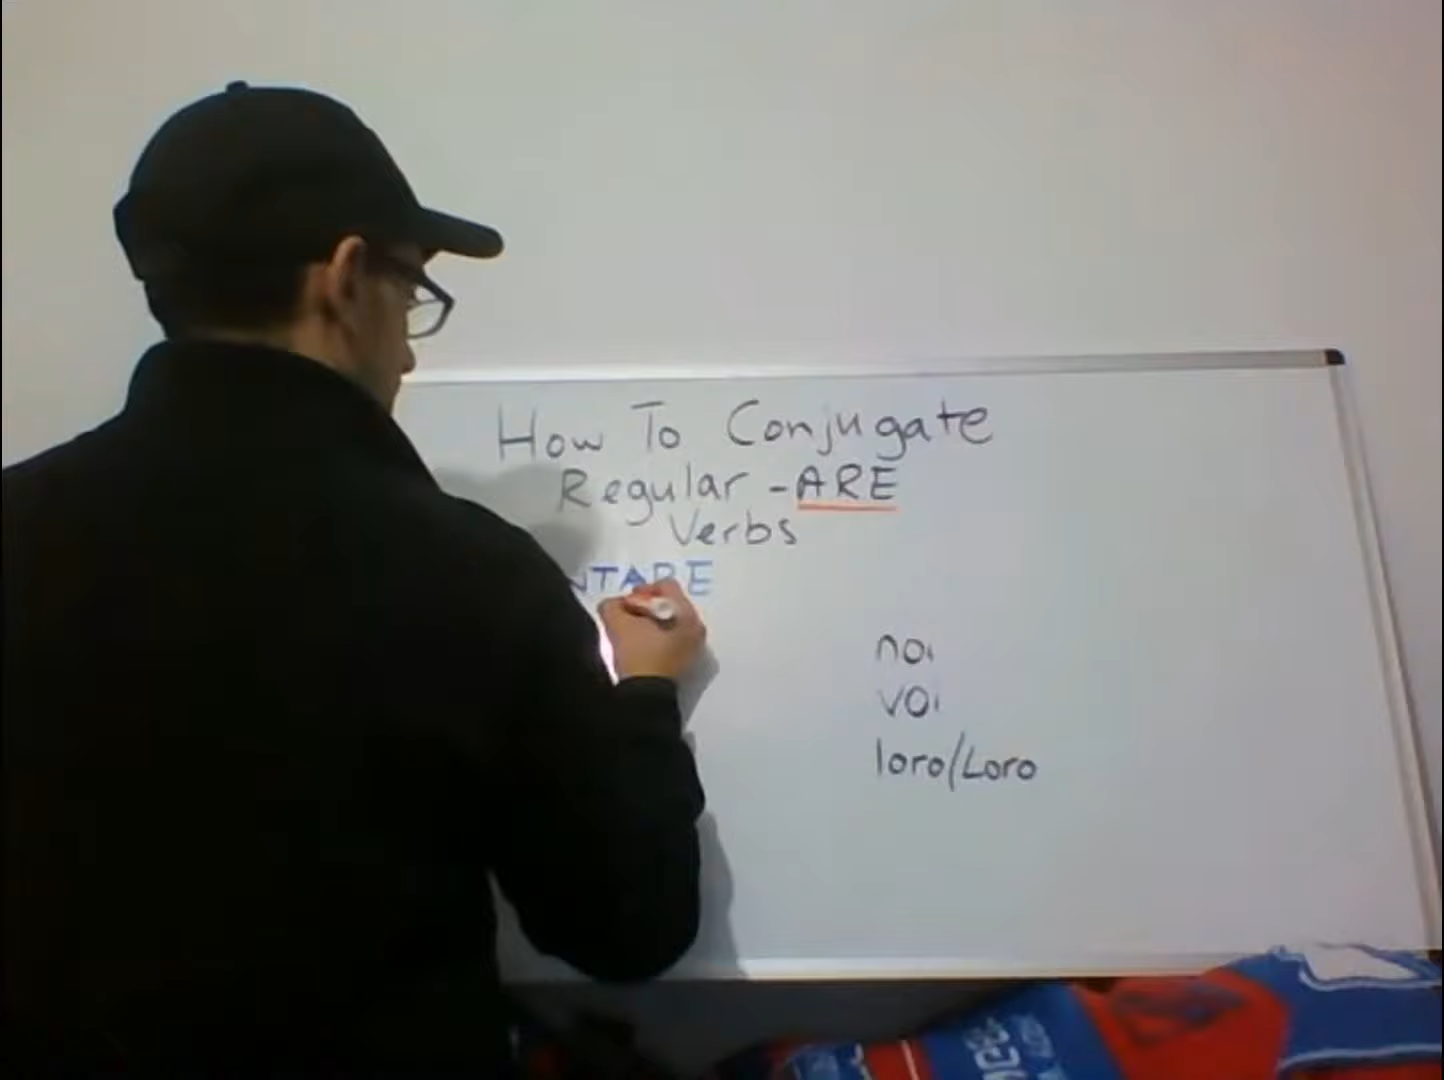 How To Conjugate
Regular -ARE
Verbs
NTARE
noi
voi
loro/Loro